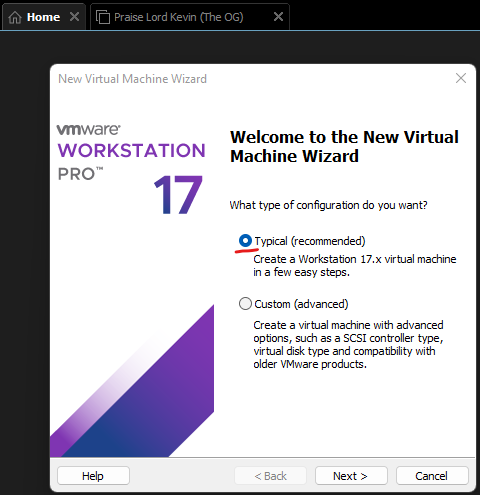 Home
Praise Lord Kevin (The OG)
New Virtual Machine Wizard
vmware®
WORKSTATION
PRO™
17
Welcome to the New Virtual
Machine Wizard
What type of configuration do you want?
Typical (recommended)
Create a Workstation 17.x virtual machine
in a few easy steps.
Custom (advanced)
Create a virtual machine with advanced
options, such as a SCSI controller type,
virtual disk type and compatibility with
older VMware products.
Help
< Back
Next >
Cancel